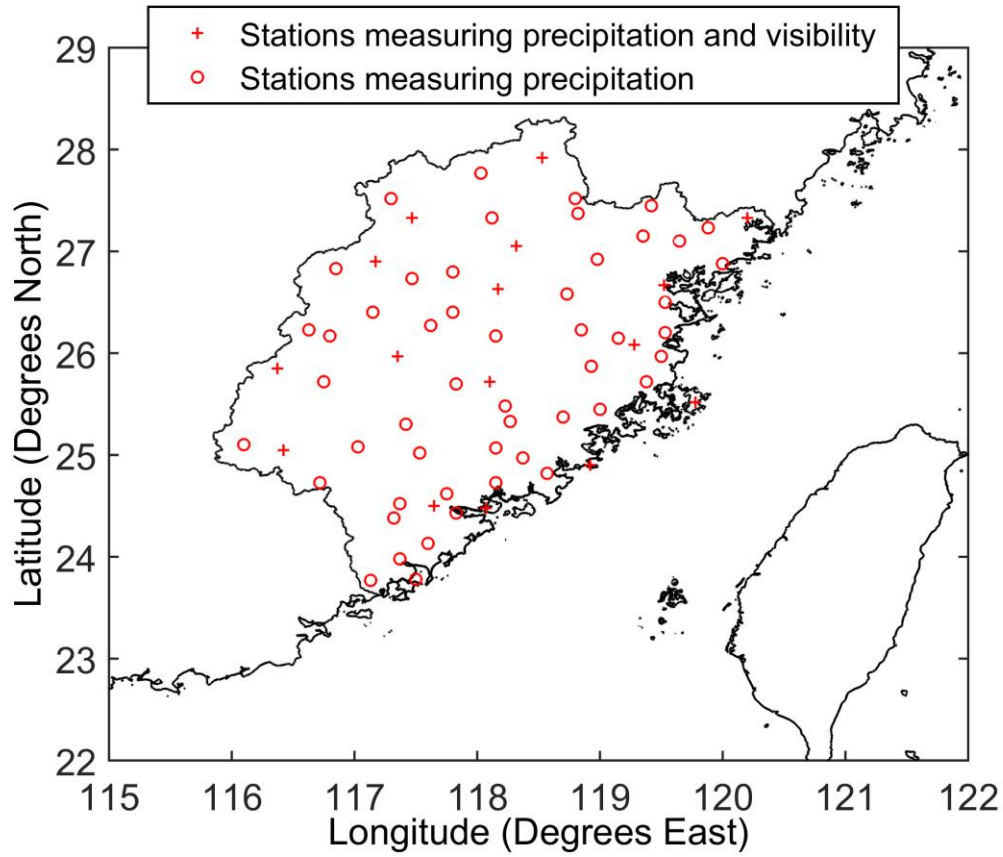 Stations measuring precipitation and visibility
Stations measuring precipitation
29
28
27
26
25
24
23
22
Latitude (Degrees North)
115 116 117 118 119 120 121 122
Longitude (Degrees East)